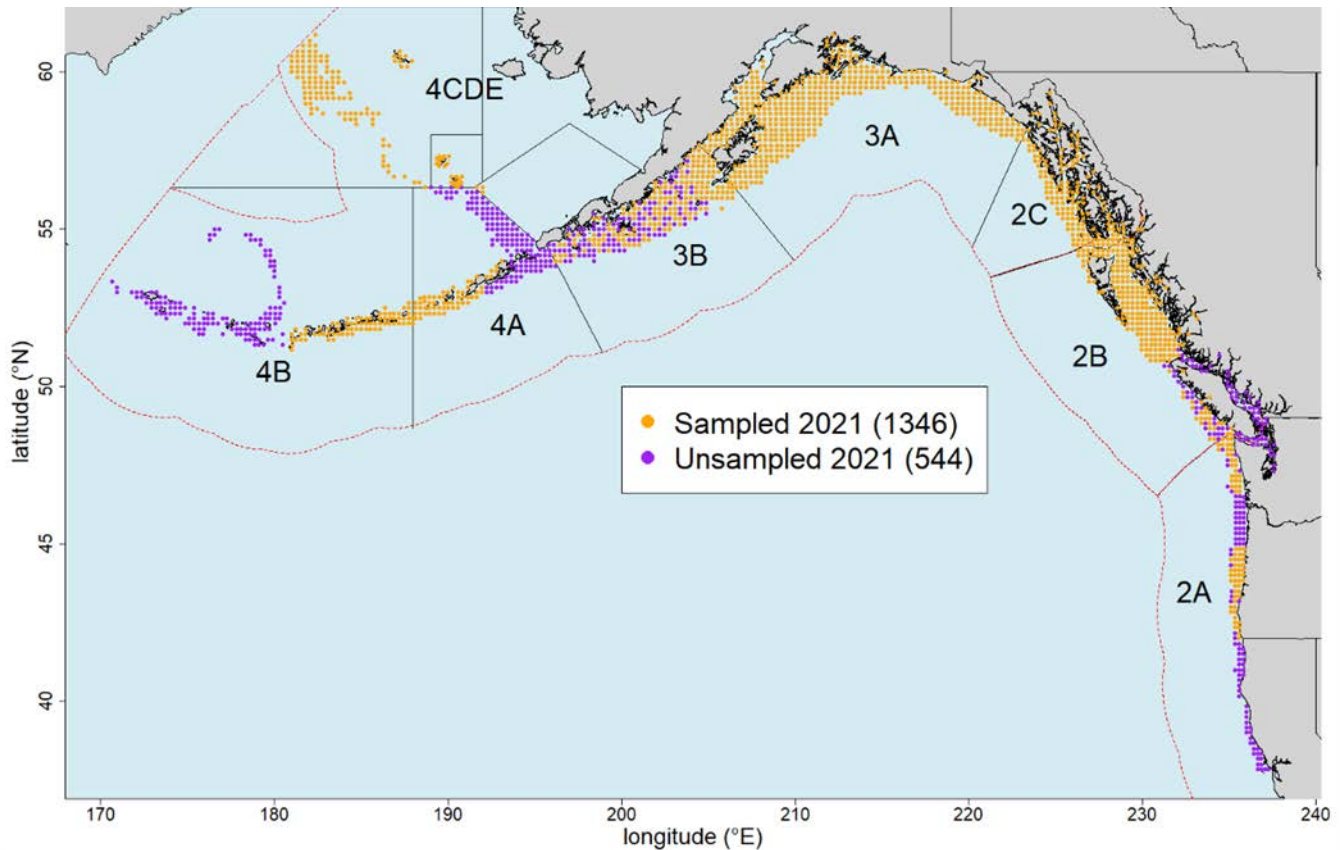 60
55
50
45
40
latitude (°N)
4CDE
3A
2C
3B
4A
4B
2B
2A
Sampled 2021 (1346)
Unsampled 2021 (544)
170
180
190
200
210
220
230
240
longitude (°E)